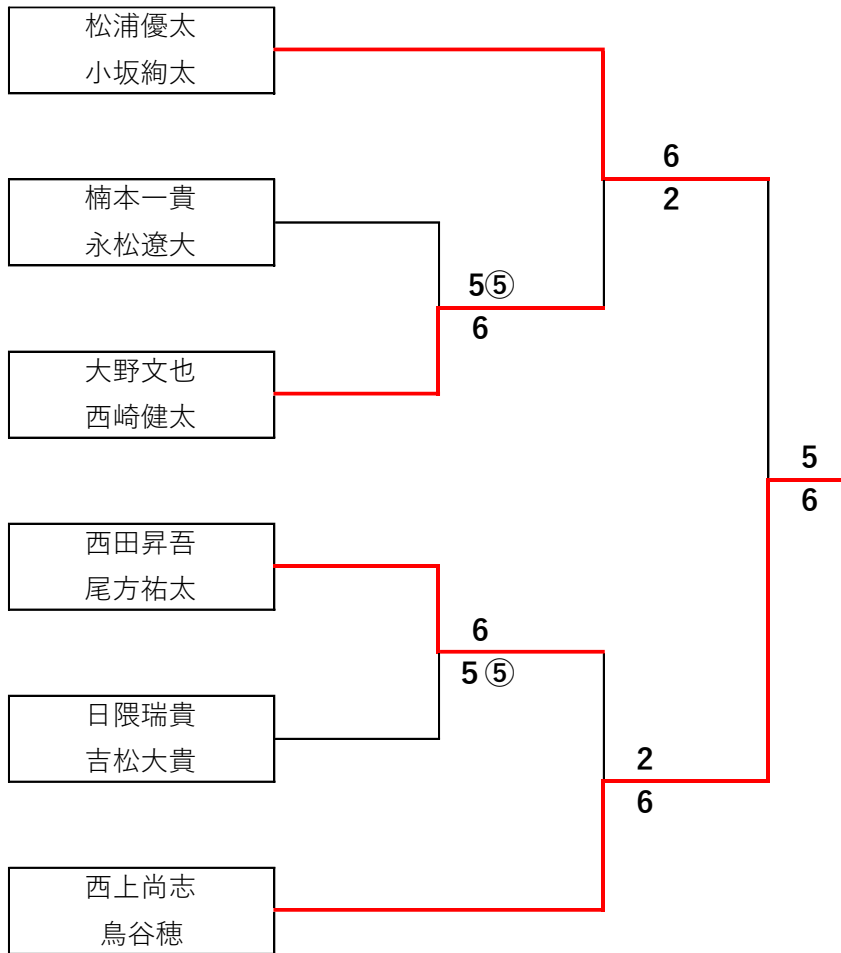 松浦優太
小坂絢太
6
2
楠本一貴
永松遼大
5⑤
6
大野文也
西崎健太
5
6
西田昇吾
尾方祐太
6
5⑤
日隈瑞貴
吉松大貴
2
6
西上尚志
鳥谷穂